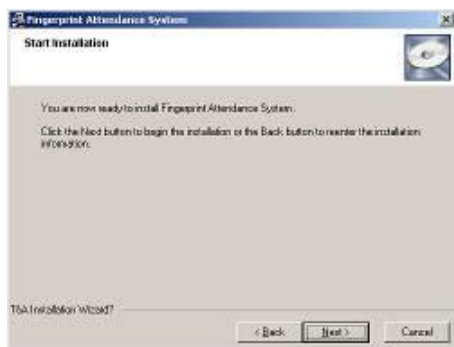 Fingerprint Attendance System
Start Installation
You are now ready to install Fingerprint Attendance System.
Click the Next button to begin the installation or the Back button to reenter the installation
information.
T&A Installation Wizard?
< Back
Next >
Cancel